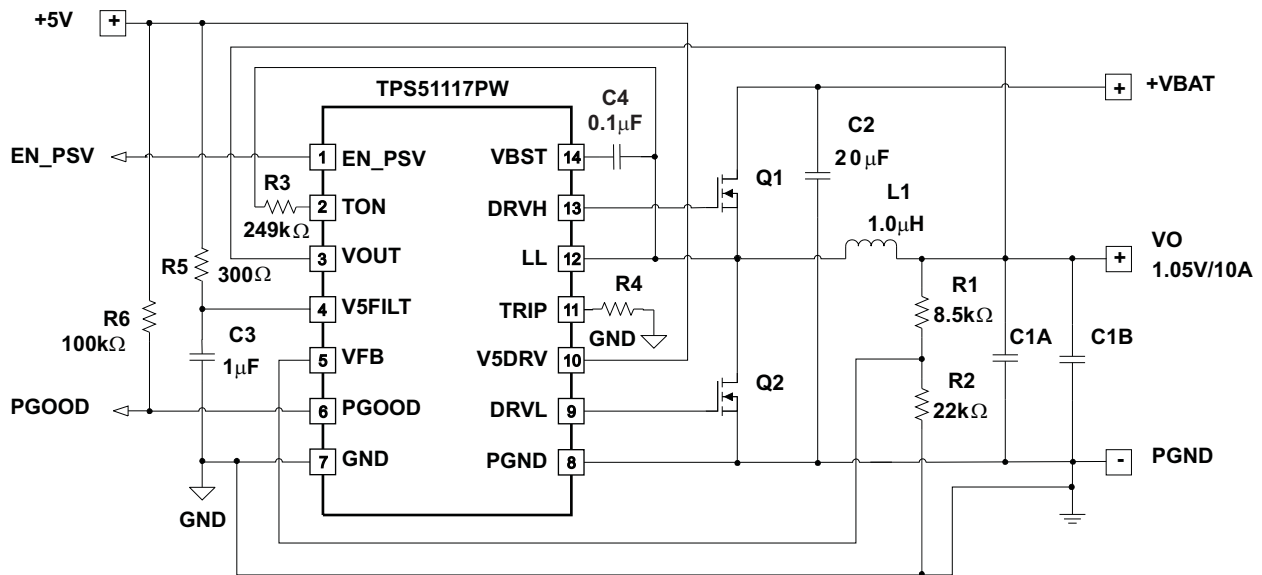 +5V
+
TPS51117PW
C4
0.1µF
+
+VBAT
C2
20µF
EN_PSV
1
EN_PSV
VBST
14
Q1
R3
249kΩ
2
TON
DRVH
13
L1
1.0µH
3
VOUT
LL
12
+
VO
1.05V/10A
R5
300Ω
R4
R1
8.5kΩ
4
V5FILT
TRIP
11
GND
R6
100kΩ
C3
1µF
C1A
C1B
5
VFB
V5DRV
10
Q2
R2
22kΩ
PGOOD
6
PGOOD
DRVL
9
7
GND
PGND
8
-
PGND
GND